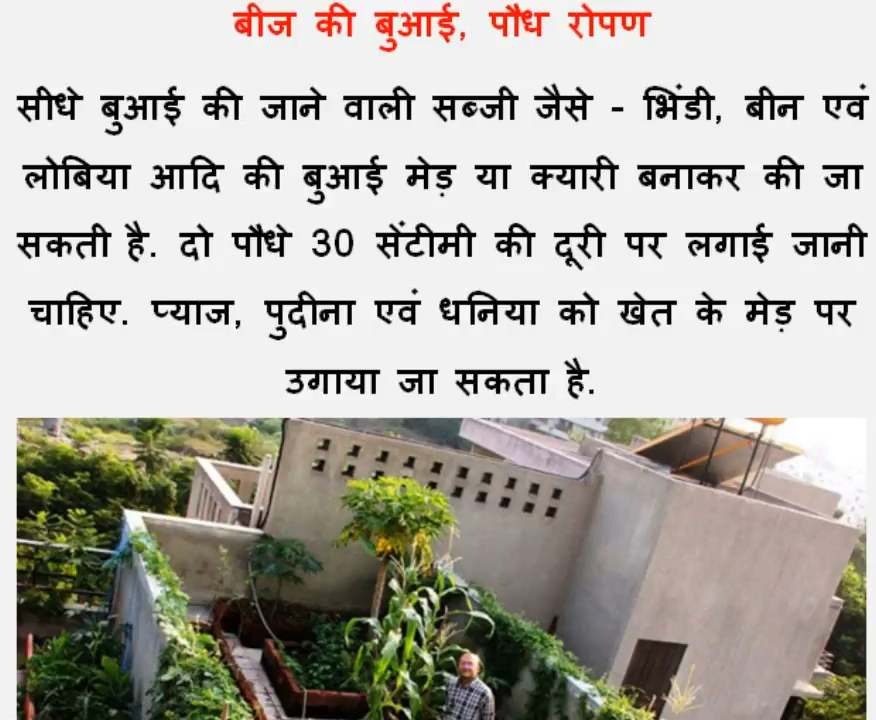 बीज की बुआई, पौध रोपण
सीधे बुआई की जाने वाली सब्जी जैसे - भिंडी, बीन एवं
लोबिया आदि की बुआई मेड़ या क्यारी बनाकर की जा
सकती है. दो पौधे 30 सेंटीमी की दूरी पर लगाई जानी
चाहिए. प्याज, पुदीना एवं धनिया को खेत के मेड़ पर
उगाया जा सकता है.